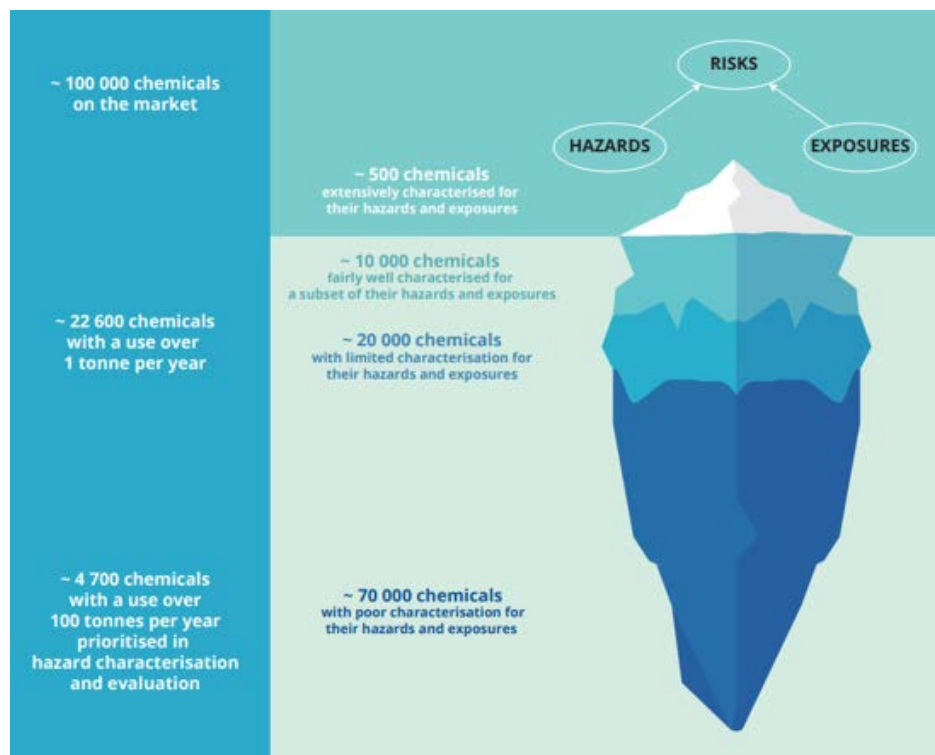 ~ 100 000 chemicals
on the market
~ 22 600 chemicals
with a use over
1 tonne per year
~ 4 700 chemicals
with a use over
100 tonnes per year
prioritised in
hazard characterisation
and evaluation
RISKS
HAZARDS
EXPOSURES
~ 500 chemicals
extensively characterised for
their hazards and exposures
~ 10 000 chemicals
fairly well characterised for
a subset of their hazards and exposures
~ 20 000 chemicals
with limited characterisation for
their hazards and exposures
~ 70 000 chemicals
with poor characterisation for
their hazards and exposures